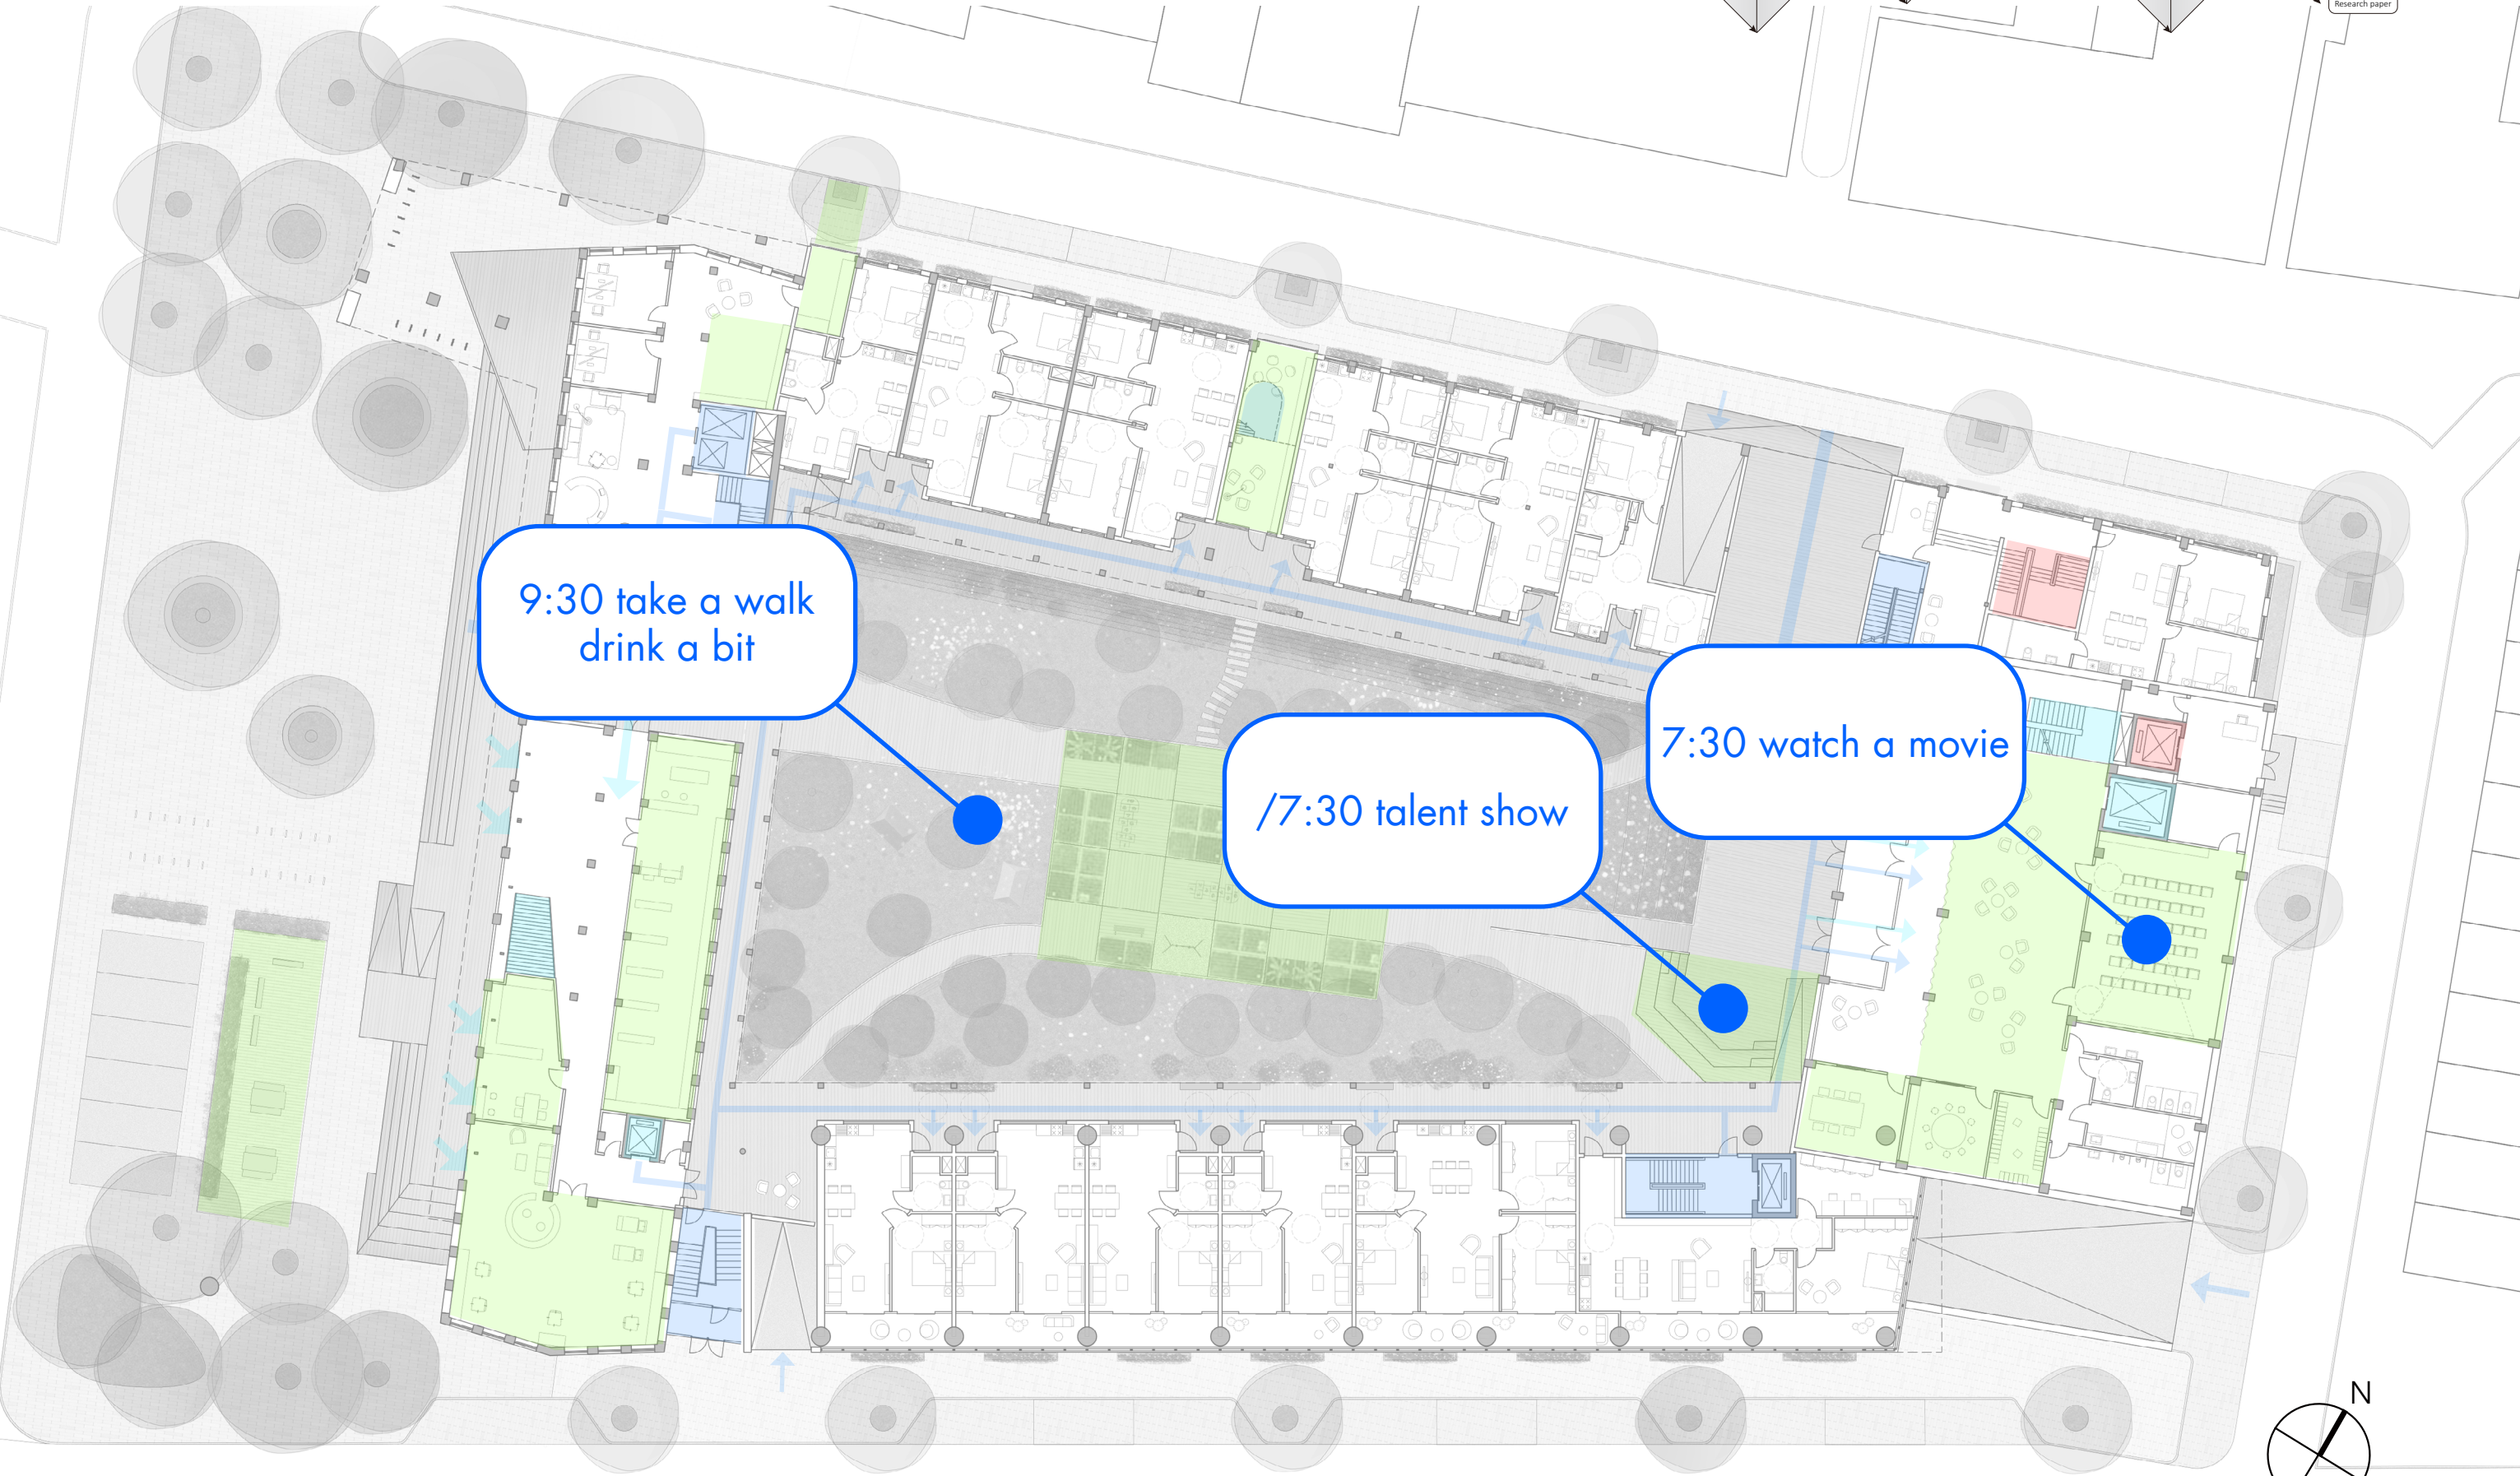 Research paper
9:30 take a walk
drink a bit
7:30 watch a movie
/7:30 talent show
N